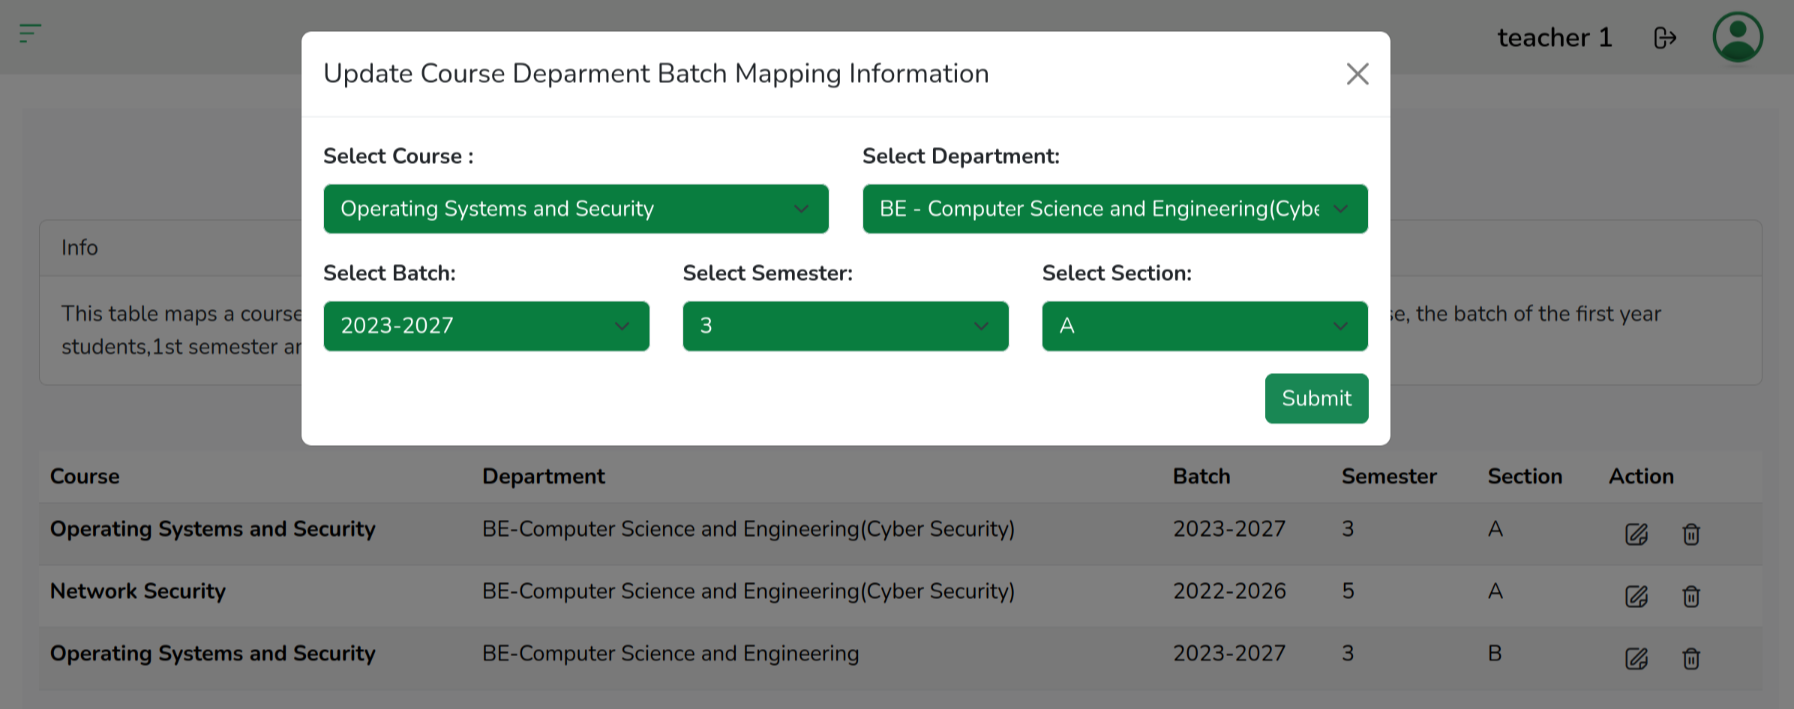 teacher 1
Update Course Deparment Batch Mapping Information
Select Course :
Select Department:
Operating Systems and Security
BE - Computer Science and Engineering(Cybe
Select Batch:
Select Semester:
Select Section:
2023-2027
3
A
Submit
Info
This table maps a course
se, the batch of the first year
students,1st semester an
Course Department Batch Semester Section Action
Operating Systems and Security BE-Computer Science and Engineering(Cyber Security) 2023-2027 3 A
Network Security BE-Computer Science and Engineering(Cyber Security) 2022-2026 5 A
Operating Systems and Security BE-Computer Science and Engineering 2023-2027 3 B